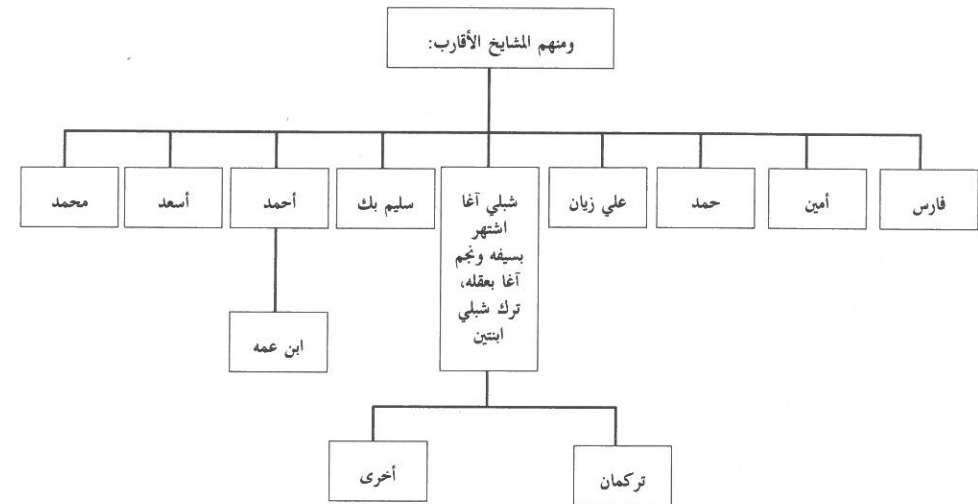 ومنهم المشايخ الأقارب:
فارس
أمين
حمد
علي زيان
شبلي آغا
اشتهر
بسيفه ونجم
آغا بعقله،
ترك شبلي
ابنتين
سليم بك
أحمد
أسعد
محمد
ابن عمه
تركمان
أخرى